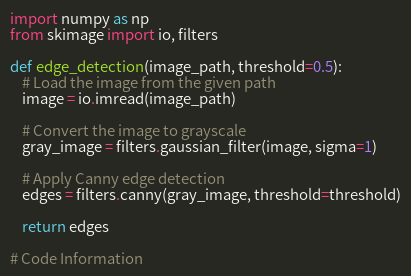 import numpy as np
from skimage import io, filters

def edge_detection(image_path, threshold=0.5):
    # Load the image from the given path
    image = io.imread(image_path)

    # Convert the image to grayscale
    gray_image = filters.gaussian_filter(image, sigma=1)

    # Apply Canny edge detection
    edges = filters.canny(gray_image, threshold=threshold)

    return edges

# Code Information